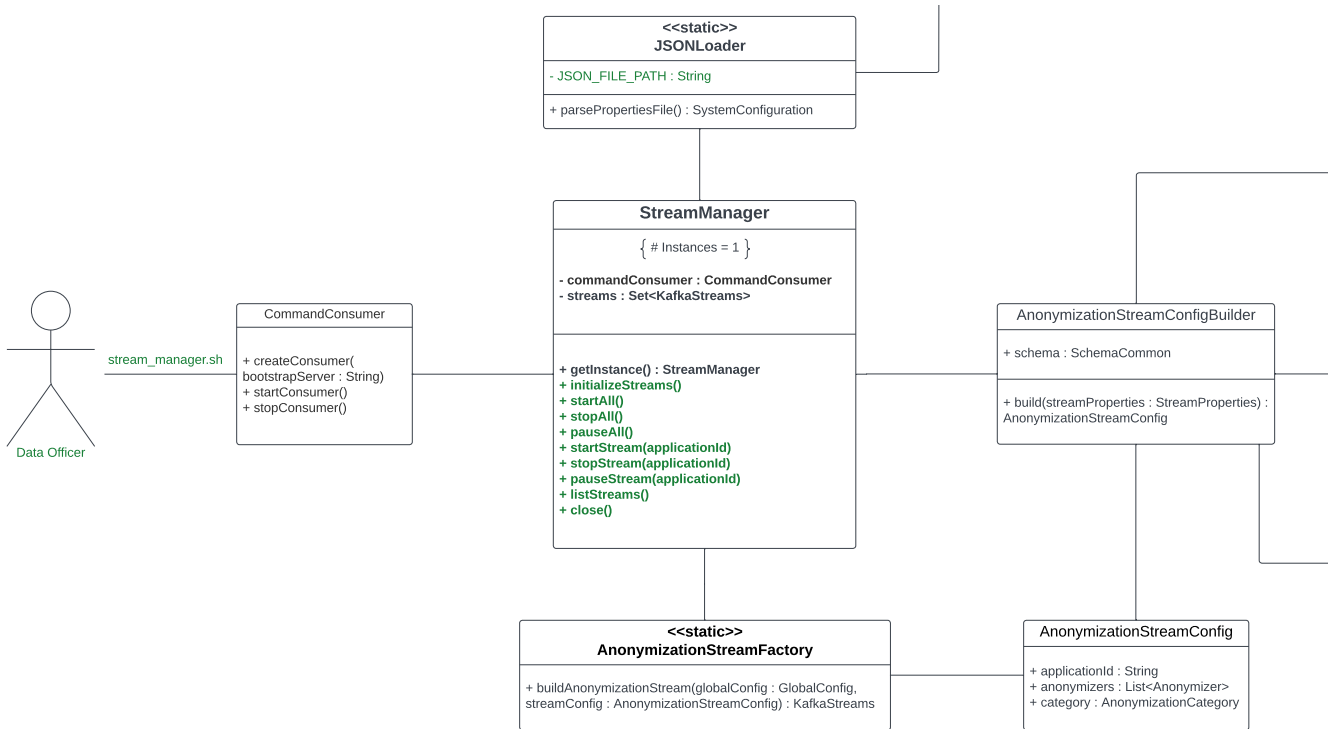 <<static>>
JSONLoader
- JSON_FILE_PATH : String
+ parsePropertiesFile() : SystemConfiguration
StreamManager
{ # Instances = 1 }
- commandConsumer : CommandConsumer
- streams : Set<KafkaStreams>
+ getInstance() : StreamManager
+ initializeStreams()
+ startAll()
+ stopAll()
+ pauseAll()
+ startStream(applicationId)
+ stopStream(applicationId)
+ pauseStream(applicationId)
+ listStreams()
+ close()
CommandConsumer
+ createConsumer(
bootstrapServer : String)
+ startConsumer()
+ stopConsumer()
stream_manager.sh
Data Officer
AnonymizationStreamConfigBuilder
+ schema : SchemaCommon
+ build(streamProperties : StreamProperties) :
AnonymizationStreamConfig
<<static>>
AnonymizationStreamFactory
+ buildAnonymizationStream(globalConfig : GlobalConfig,
streamConfig : AnonymizationStreamConfig) : KafkaStreams
AnonymizationStreamConfig
+ applicationId : String
+ anonymizers : List<Anonymizer>
+ category : AnonymizationCategory